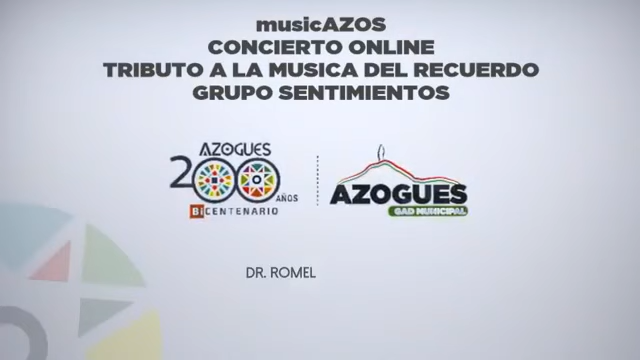 musicAZOS
CONCIERTO ONLINE
TRIBUTO A LA MUSICA DEL RECUERDO
GRUPO SENTIMIENTOS
AZOGUES
200 AÑOS
BICENTENARIO
AZOGUES
GAD MUNICIPAL
DR. ROMEL